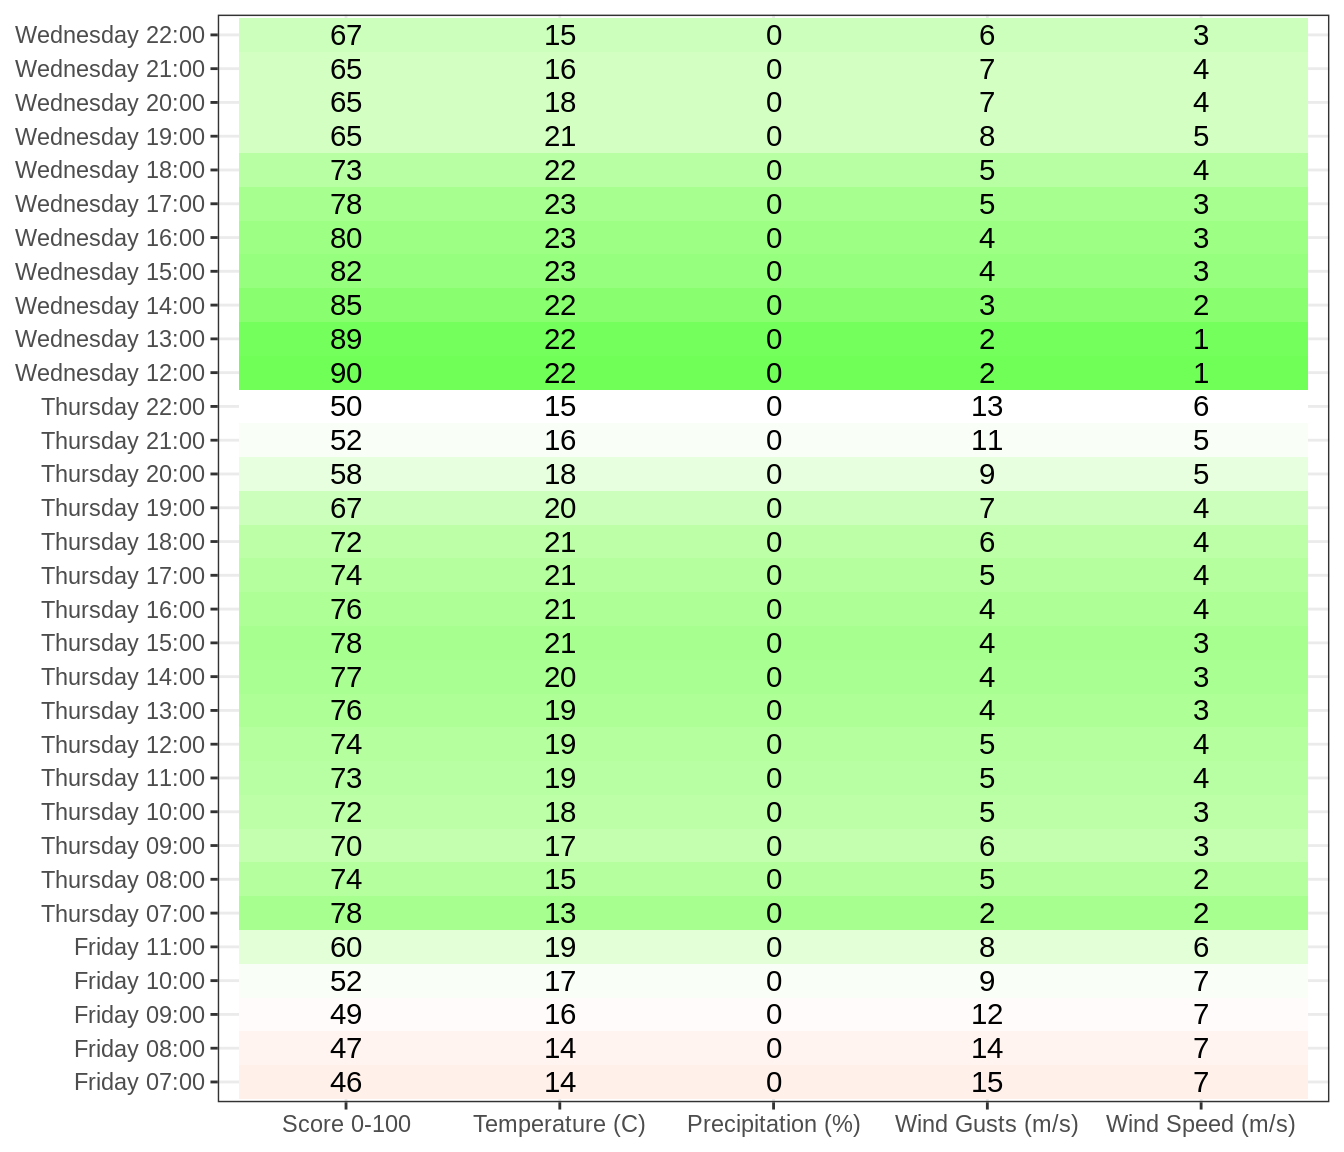 Wednesday 22:00 67 15 0 6 3
Wednesday 21:00 65 16 0 7 4
Wednesday 20:00 65 18 0 7 4
Wednesday 19:00 65 21 0 8 5
Wednesday 18:00 73 22 0 5 4
Wednesday 17:00 78 23 0 5 3
Wednesday 16:00 80 23 0 4 3
Wednesday 15:00 82 23 0 4 3
Wednesday 14:00 85 22 0 3 2
Wednesday 13:00 89 22 0 2 1
Wednesday 12:00 90 22 0 2 1
Thursday 22:00 50 15 0 13 6
Thursday 21:00 52 16 0 11 5
Thursday 20:00 58 18 0 9 5
Thursday 19:00 67 20 0 7 4
Thursday 18:00 72 21 0 6 4
Thursday 17:00 74 21 0 5 4
Thursday 16:00 76 21 0 4 4
Thursday 15:00 78 21 0 4 3
Thursday 14:00 77 20 0 4 3
Thursday 13:00 76 19 0 4 3
Thursday 12:00 74 19 0 5 4
Thursday 11:00 73 19 0 5 4
Thursday 10:00 72 18 0 5 3
Thursday 09:00 70 17 0 6 3
Thursday 08:00 74 15 0 5 2
Thursday 07:00 78 13 0 2 2
Friday 11:00 60 19 0 8 6
Friday 10:00 52 17 0 9 7
Friday 09:00 49 16 0 12 7
Friday 08:00 47 14 0 14 7
Friday 07:00 46 14 0 15 7
Score 0-100 Temperature (C) Precipitation (%) Wind Gusts (m/s) Wind Speed (m/s)